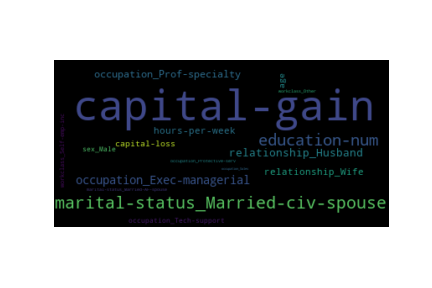 occupation_Prof-specialty
age
capital-gain
hours-per-week
education-num
capital-loss
sex_Male
relationship_Husband
relationship_Wife
occupation_Exec-managerial
marital-status_Married-civ-spouse
occupation_Tech-support